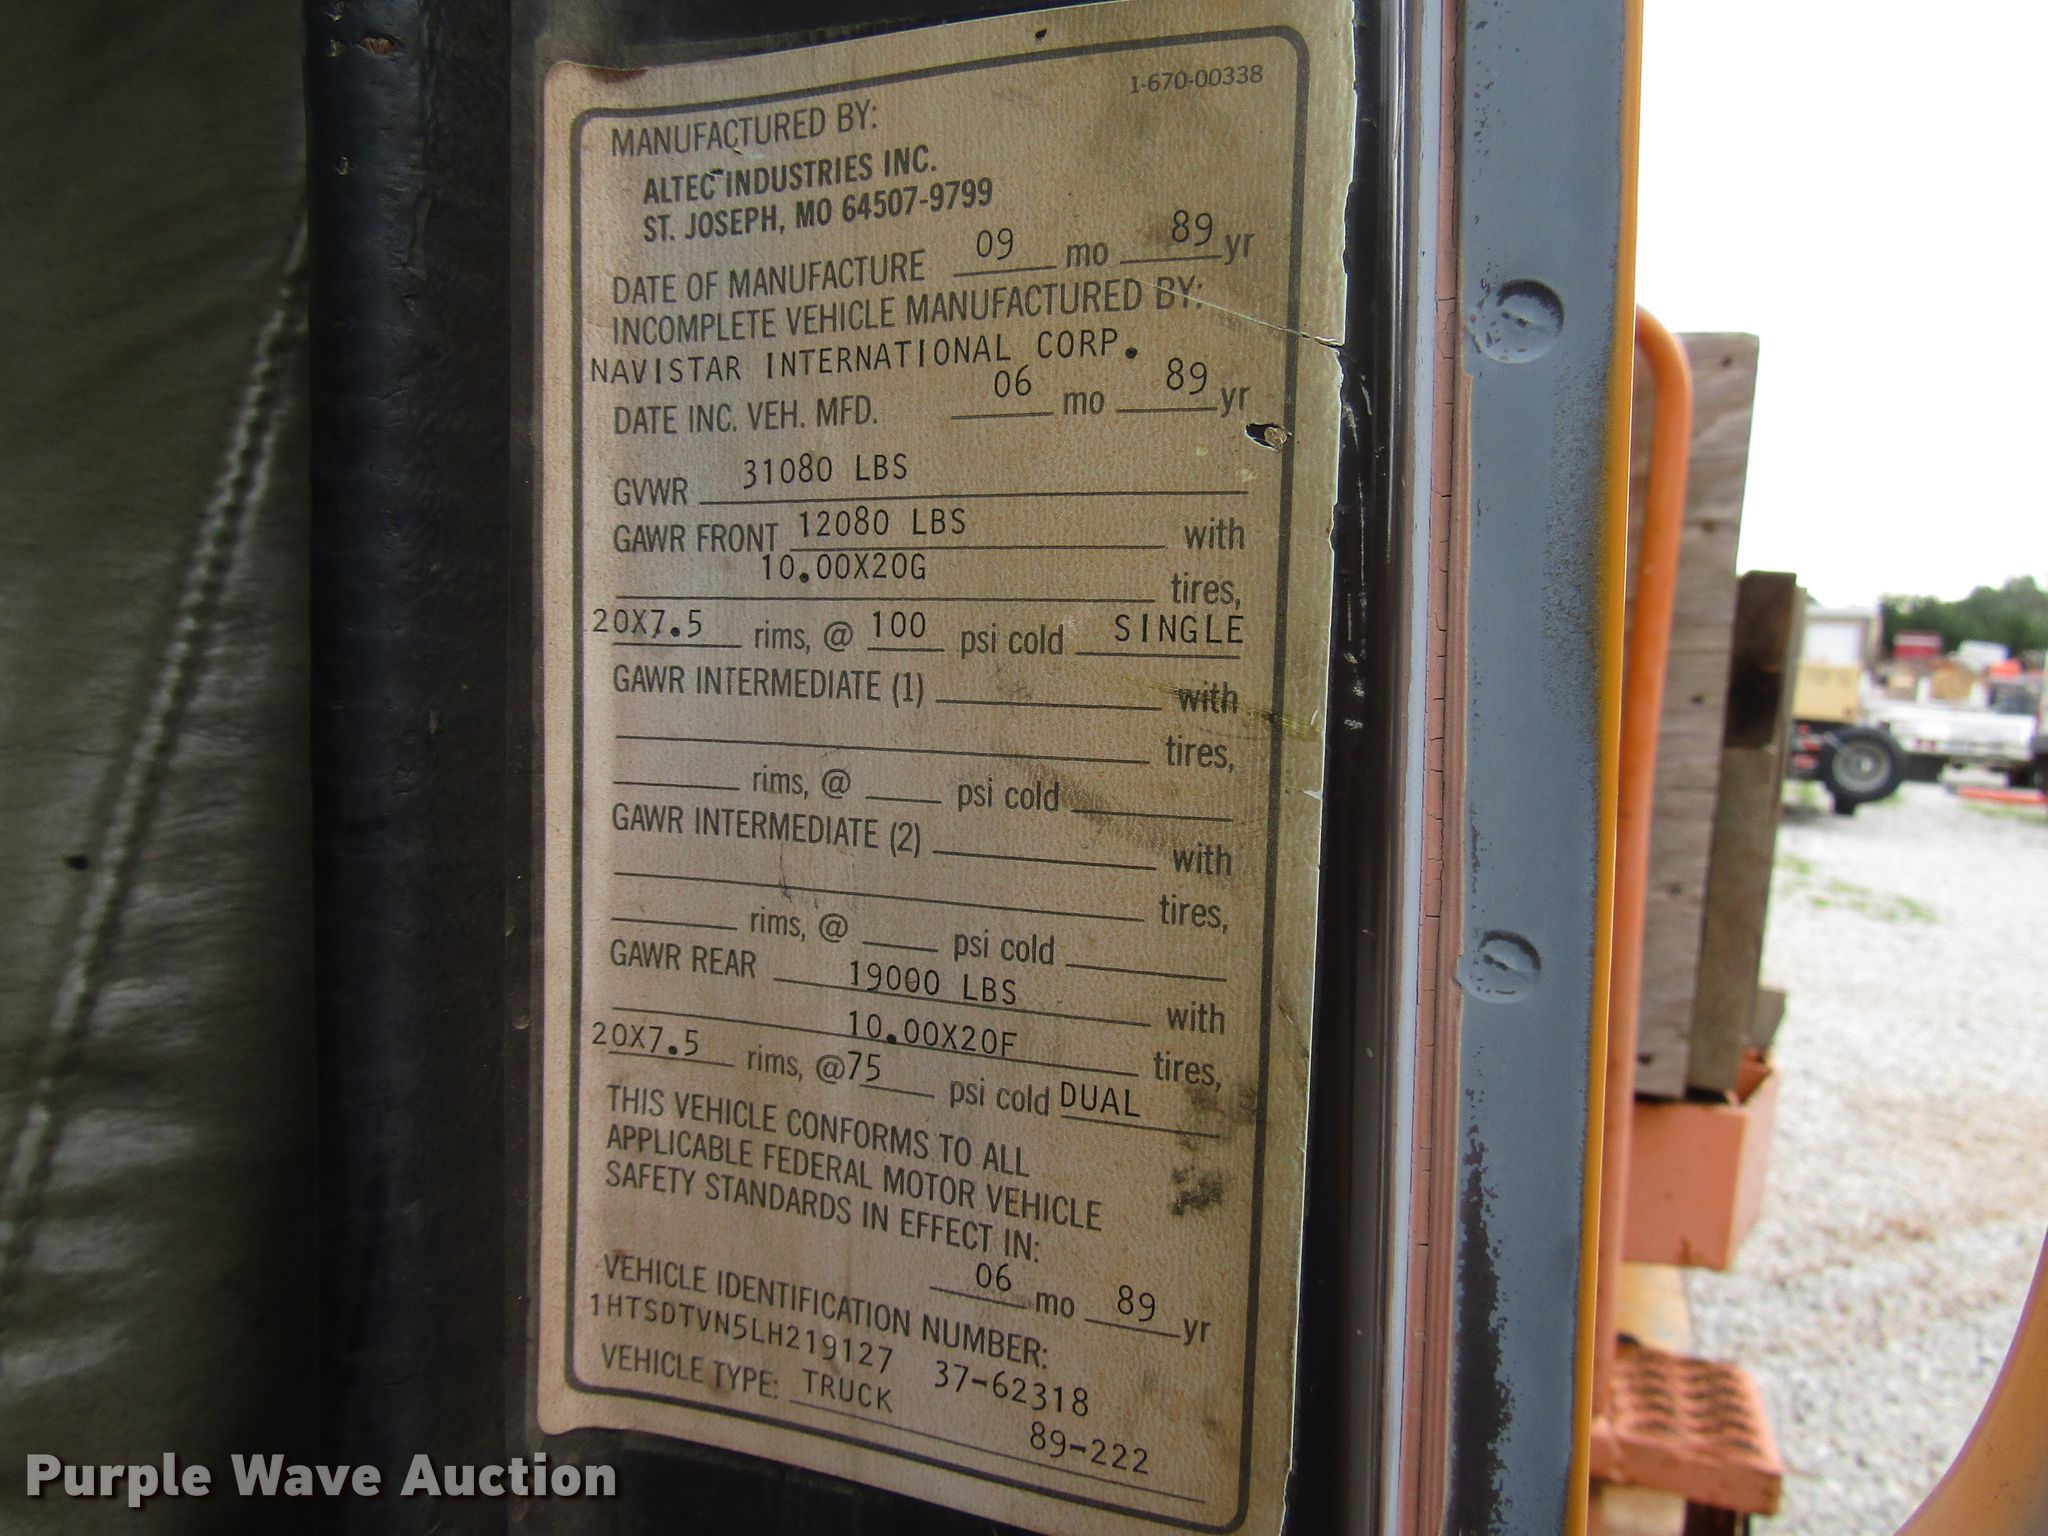 1-670-00338
MANUFACTURED BY:
ALTEC INDUSTRIES INC.
ST. JOSEPH, MO 64507-9799
DATE OF MANUFACTURE 09 mo 89 yr
INCOMPLETE VEHICLE MANUFACTURED BY:
NAVISTAR INTERNATIONAL CORP.
DATE INC. VEH. MFD. 06 mo 89 yr
GVWR 31080 LBS
GAWR FRONT 12080 LBS with
10.00X20G tires,
20X7.5 rims, @ 100 psi cold SINGLE
GAWR INTERMEDIATE (1) with
tires,
rims, @ psi cold
GAWR INTERMEDIATE (2) with
tires,
rims, @ psi cold
GAWR REAR 19000 LBS with
10.00X20F tires,
20X7.5 rims, @75 psi cold DUAL
THIS VEHICLE CONFORMS TO ALL
APPLICABLE FEDERAL MOTOR VEHICLE
SAFETY STANDARDS IN EFFECT IN:
06 mo 89 yr
VEHICLE IDENTIFICATION NUMBER:
1HTSDTVN5LH219127 37-62318
VEHICLE TYPE: TRUCK
89-222
Purple Wave Auction